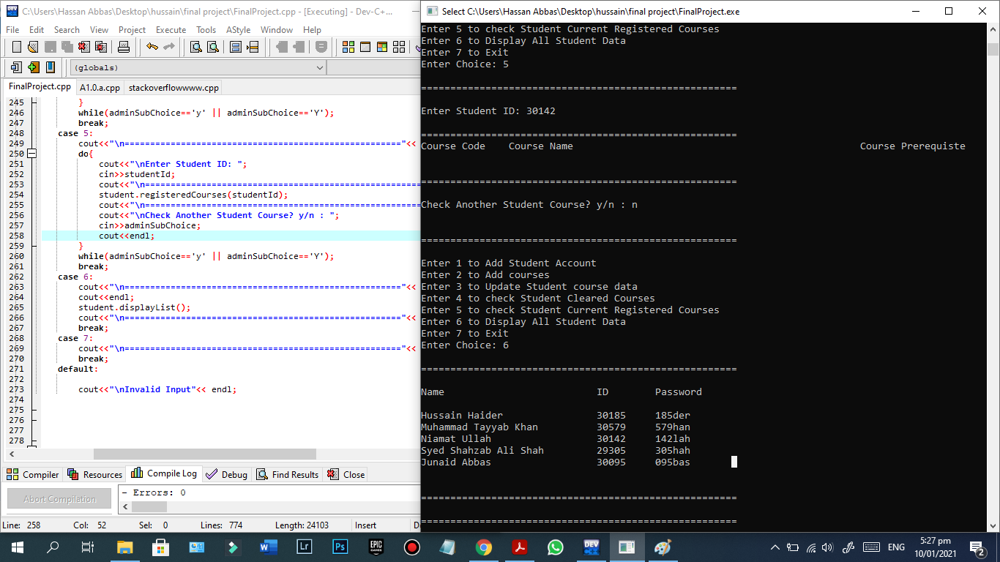 C:\Users\Hassan Abbas\Desktop\hussain\final project\FinalProject.cpp - [Executing] - Dev-C+...
File Edit Search View Project Execute Tools AStyle Window Help
(globals)
FinalProject.cpp A1.0.a.cpp stackoverflowwww.cpp
245 }
246 while(adminSubChoice=='y' || adminSubChoice=='Y');
247 break;
248 case 5:
249 cout<<"\n======================================================"<<
250 do{
251 cout<<"\nEnter Student ID: ";
252 cin>>studentId;
253 cout<<"\n======================================================
254 student.registeredCourses(studentId);
255 cout<<"\n======================================================
256 cout<<"\nCheck Another Student Course? y/n : ";
257 cin>>adminSubChoice;
258 cout<<endl;
259 }
260 while(adminSubChoice=='y' || adminSubChoice=='Y');
261 break;
262 case 6:
263 cout<<"\n======================================================"<<
264 cout<<endl;
265 student.displayList();
266 cout<<"\n======================================================"<<
267 break;
268 case 7:
269 cout<<"\n======================================================"<<
270 break;
271 default:
272
273 cout<<"\nInvalid Input"<< endl;
274
275
276
277
278
Compiler Resources Compile Log Debug Find Results Close
Abort Compilation
- Errors: 0
Line: 258 Col: 52 Sel: 0 Lines: 774 Length: 24103 Insert
Select C:\Users\Hassan Abbas\Desktop\hussain\final project\FinalProject.exe
Enter 5 to check Student Current Registered Courses
Enter 6 to Display All Student Data
Enter 7 to Exit
Enter Choice: 5
======================================================
Enter Student ID: 30142
======================================================
Course Code Course Name Course Prerequiste
======================================================
Check Another Student Course? y/n : n
======================================================
Enter 1 to Add Student Account
Enter 2 to Add courses
Enter 3 to Update Student course data
Enter 4 to check Student Cleared Courses
Enter 5 to check Student Current Registered Courses
Enter 6 to Display All Student Data
Enter 7 to Exit
Enter Choice: 6
======================================================
Name ID Password
Hussain Haider 30185 185der
Muhammad Tayyab Khan 30579 579han
Niamat Ullah 30142 142lah
Syed Shahzab Ali Shah 29305 305hah
Junaid Abbas 30095 095bas
======================================================
======================================================
W Lr Ps EPIC GAMES DEV
ENG
5:27 pm
10/01/2021
2